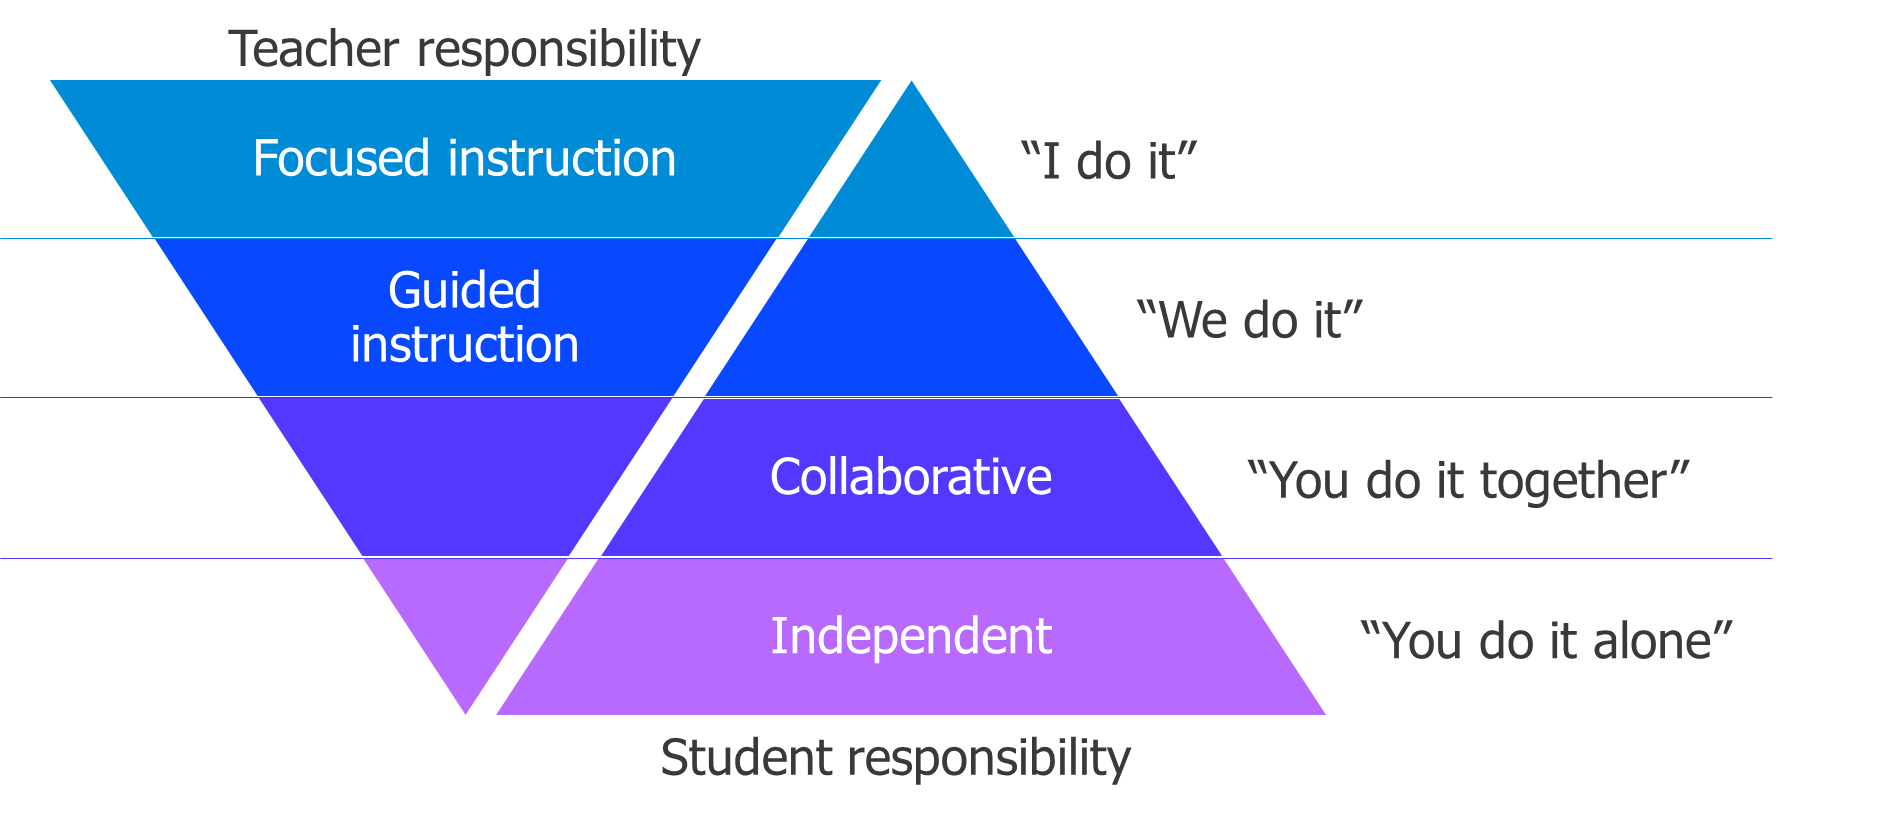 Teacher responsibility
Focused instruction
“I do it”
Guided
instruction
“We do it”
Collaborative
“You do it together”
Independent
“You do it alone”
Student responsibility